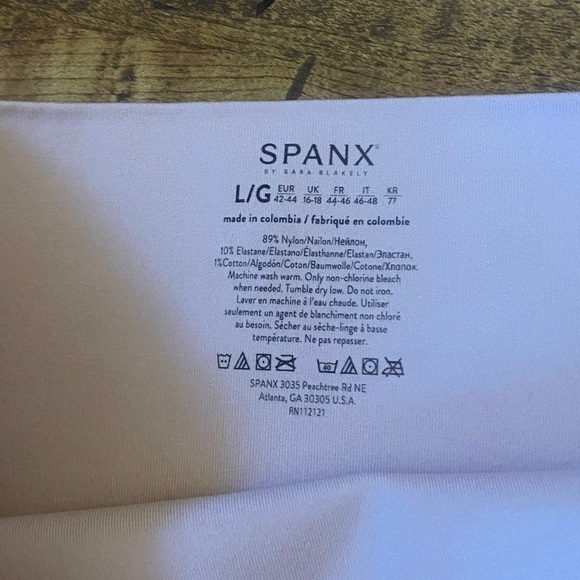 SPANX®
BY SARA BLAKELY
L/G EUR 42-44 UK 16-18 FR 44-46 IT 46-48 KR 77
made in colombia / fabriqué en colombie
89% Nylon/Nailon/Нейлон,
10% Elastane/Elastano/Élasthanne/Elastan/Эластан,
1%Cotton/Algodón/Coton/Baumwolle/Cotone/Хлопок.
Machine wash warm. Only non-chlorine bleach
when needed. Tumble dry low. Do not iron.
Laver en machine à l'eau chaude. Utiliser
seulement un agent de blanchiment non chloré
au besoin. Sécher au sèche-linge à basse
température. Ne pas repasser.
40
SPANX 3035 Peachtree Rd NE
Atlanta, GA 30305 U.S.A.
RN112121